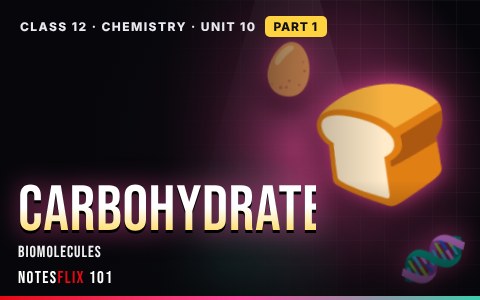 CLASS 12 · CHEMISTRY · UNIT 10 PART 1
CARBOHYDRATE
BIOMOLECULES
NOTESFLIX 101